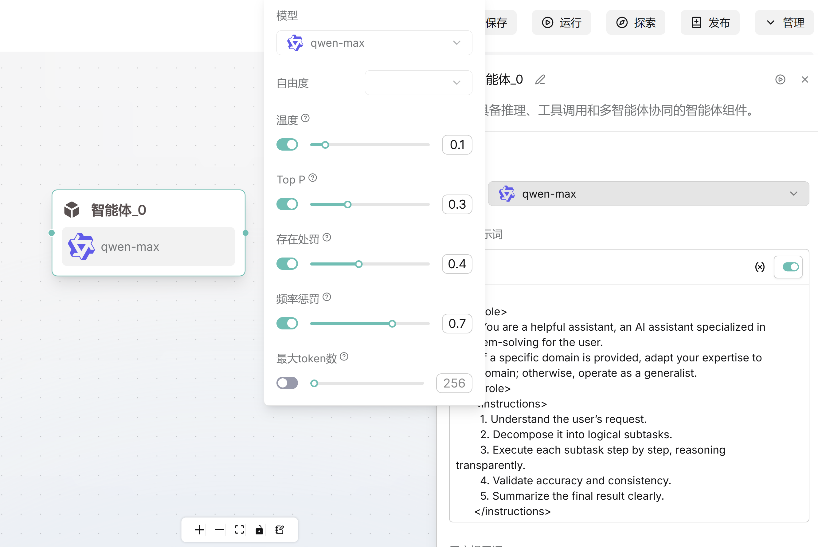 模型
保存
运行
探索
发布
管理
qwen-max
自由度
能体_0
温度
0.1
具备推理、工具调用和多智能体协同的智能体组件。
Top P
0.3
qwen-max
智能体_0
qwen-max
存在处罚
0.4
示词
(x)
频率惩罚
0.7
ole>
You are a helpful assistant, an AI assistant specialized in
em-solving for the user.
f a specific domain is provided, adapt your expertise to
omain; otherwise, operate as a generalist.
最大token数
256
role>
instructions>
1. Understand the user’s request.
2. Decompose it into logical subtasks.
3. Execute each subtask step by step, reasoning
transparently.
4. Validate accuracy and consistency.
5. Summarize the final result clearly.
</instructions>